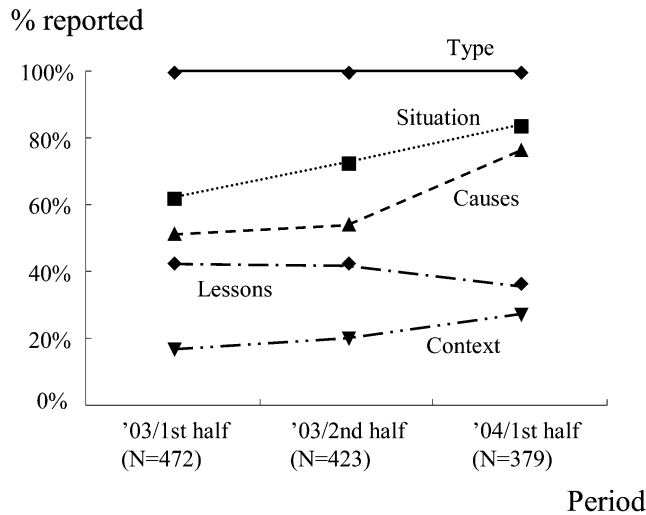 % reported
Type
100%
Situation
80%
Causes
60%
40%
Lessons
20%
Context
0%
’03/1st half
(N=472)
’03/2nd half
(N=423)
’04/1st half
(N=379)
Period